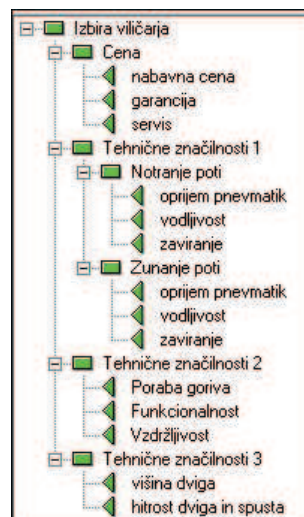 Izbira viličarja
Cena
nabavna cena
garancija
servis
Tehnične značilnosti 1
Notranje poti
oprijem pnevmatik
vodljivost
zaviranje
Zunanje poti
oprijem pnevmatik
vodljivost
zaviranje
Tehnične značilnosti 2
Poraba goriva
Funkcionalnost
Vzdržljivost
Tehnične značilnosti 3
višina dviga
hitrost dviga in spusta